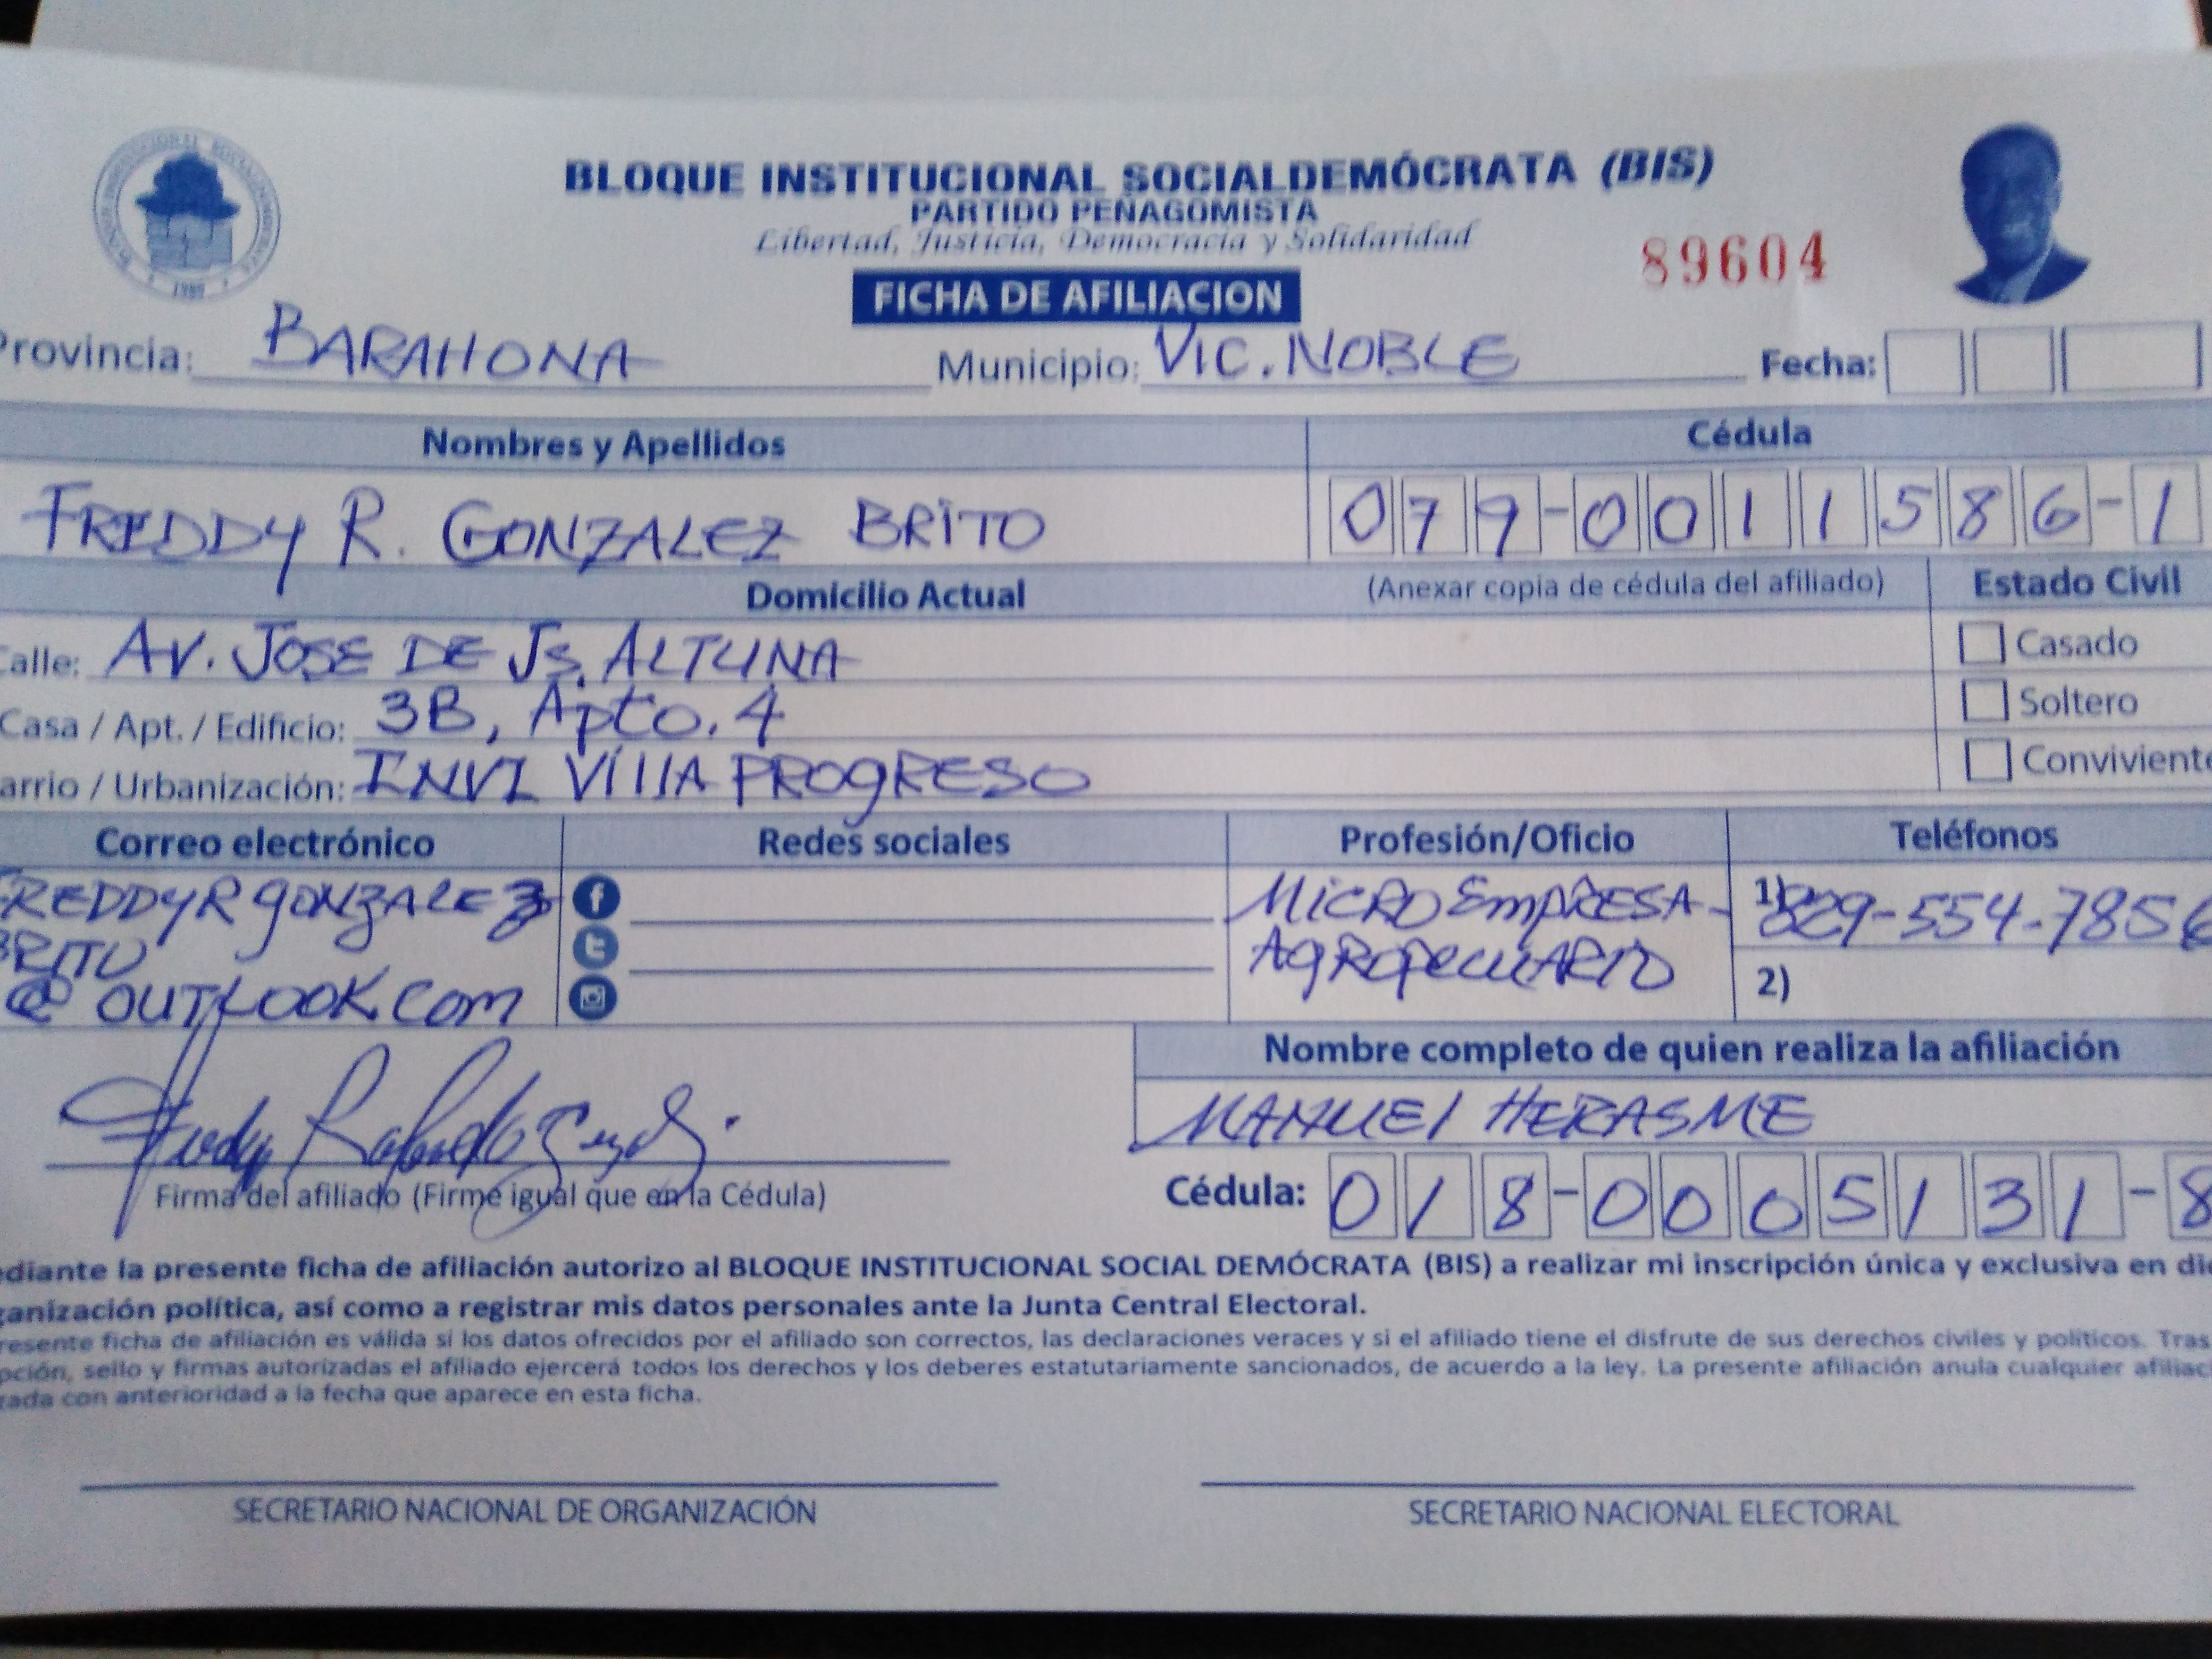 BLOQUE INSTITUCIONAL SOCIALDEMÓCRATA (BIS)
PARTIDO PEÑAGOMISTA
Libertad, Justicia, Democracia y Solidaridad
89604
FICHA DE AFILIACION
1989
Provincia: BARAHONA Municipio: VIC. NOBLE Fecha:
Nombres y Apellidos Cédula
FREDDY R. GONZALEZ BRITO 079-0011586-1
Domicilio Actual (Anexar copia de cédula del afiliado) Estado Civil
Calle: AV. JOSE DE Js. ALTUNA Casado
Casa / Apt. / Edificio: 3B, Apto. 4 Soltero
arrio / Urbanización: INVI VIllA PROgRESO Conviviente
Correo electrónico Redes sociales Profesión/Oficio Teléfonos
FREDDYR gONZALEZ MICRO EmpRESA- 1) 829-554-7856
BRITO AgRopecuARIO
@ OUTLOOK.com 2)
Nombre completo de quien realiza la afiliación
MANUEl HERASME
Firma del afiliado (Firme igual que en la Cédula) Cédula: 018-0005131-8
ediante la presente ficha de afiliación autorizo al BLOQUE INSTITUCIONAL SOCIAL DEMÓCRATA (BIS) a realizar mi inscripción única y exclusiva en dic
ganización política, así como a registrar mis datos personales ante la Junta Central Electoral.
resente ficha de afiliación es válida si los datos ofrecidos por el afiliado son correctos, las declaraciones veraces y si el afiliado tiene el disfrute de sus derechos civiles y políticos. Tras
pción, sello y firmas autorizadas el afiliado ejercerá todos los derechos y los deberes estatutariamente sancionados, de acuerdo a la ley. La presente afiliación anula cualquier afiliaci
zada con anterioridad a la fecha que aparece en esta ficha.
SECRETARIO NACIONAL DE ORGANIZACIÓN SECRETARIO NACIONAL ELECTORAL